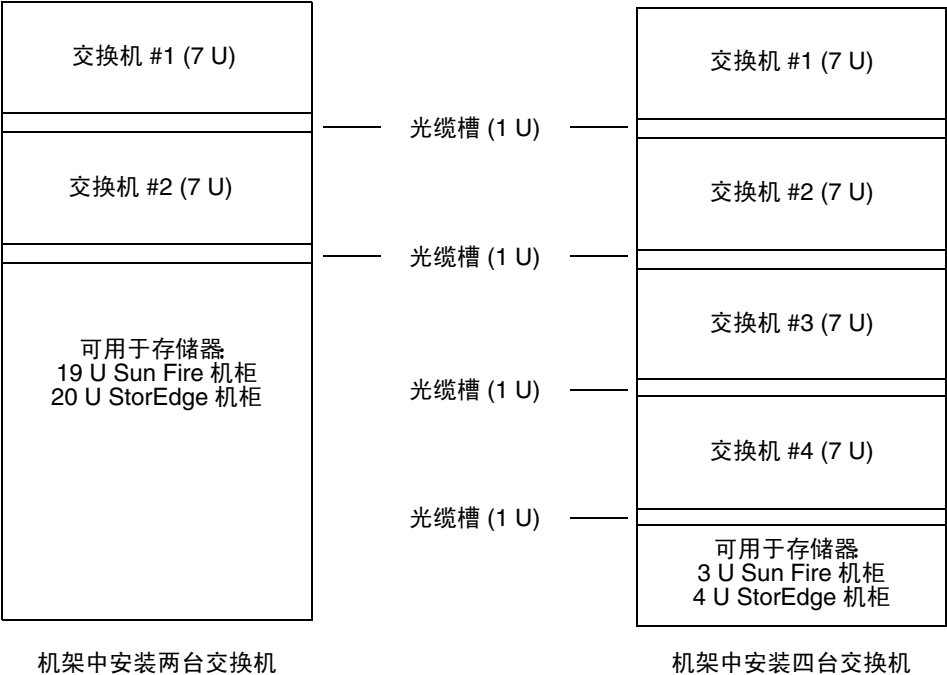 交换机 #1 (7 U)
交换机 #1 (7 U)
光缆槽 (1 U)
交换机 #2 (7 U)
交换机 #2 (7 U)
光缆槽 (1 U)
交换机 #3 (7 U)
可用于存储器:
19 U Sun Fire 机柜
20 U StorEdge 机柜
光缆槽 (1 U)
交换机 #4 (7 U)
光缆槽 (1 U)
可用于存储器:
3 U Sun Fire 机柜
4 U StorEdge 机柜
机架中安装两台交换机
机架中安装四台交换机